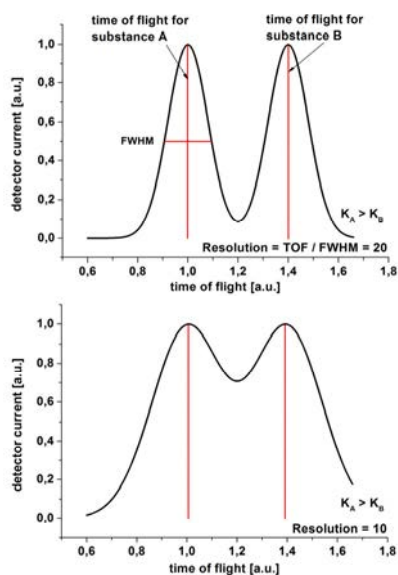 time of flight for
substance A
time of flight for
substance B
1,0
0,8
0,6
0,4
0,2
0,0
detector current [a.u.]
FWHM
K_A > K_B
Resolution = TOF / FWHM = 20
0,6 0,8 1,0 1,2 1,4 1,6 1,8
time of flight [a.u.]
1,0
0,8
0,6
0,4
0,2
0,0
detector current [a.u.]
K_A > K_B
Resolution = 10
0,6 0,8 1,0 1,2 1,4 1,6 1,8
time of flight [a.u.]